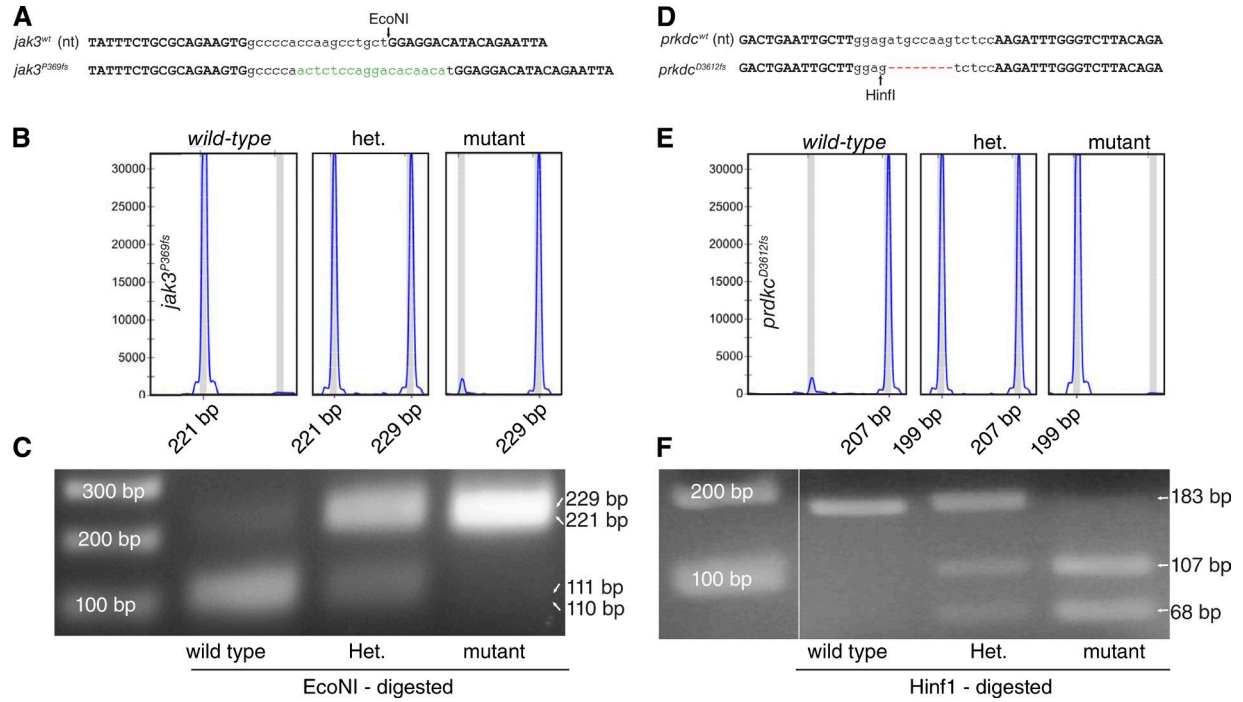 A
EcoNI
jak3wt (nt) TATTTCTGCGCAGAAGTGgccccaccaagcctgctGGAGGACATACAGAATTA
jak3P369fs TATTTCTGCGCAGAAGTGgccccaactctccaggacacaacatGGAGGACATACAGAATTA
B
wild-type het. mutant
30000
25000
20000
15000
10000
5000
0
jak3P369fs
221 bp 221 bp 229 bp 229 bp
C
300 bp
200 bp
100 bp
229 bp
221 bp
111 bp
110 bp
wild type Het. mutant
EcoNI - digested
D
prkdcwt (nt) GACTGAATTGCTTggagatgccaagtctccAAGATTTGGGTCTTACAGA
prkdcD3612fs GACTGAATTGCTTggag--------tctccAAGATTTGGGTCTTACAGA
HinfI
E
wild-type het. mutant
30000
25000
20000
15000
10000
5000
0
prdkcD3612fs
207 bp 199 bp 207 bp 199 bp
F
200 bp
100 bp
183 bp
107 bp
68 bp
wild type Het. mutant
Hinf1 - digested